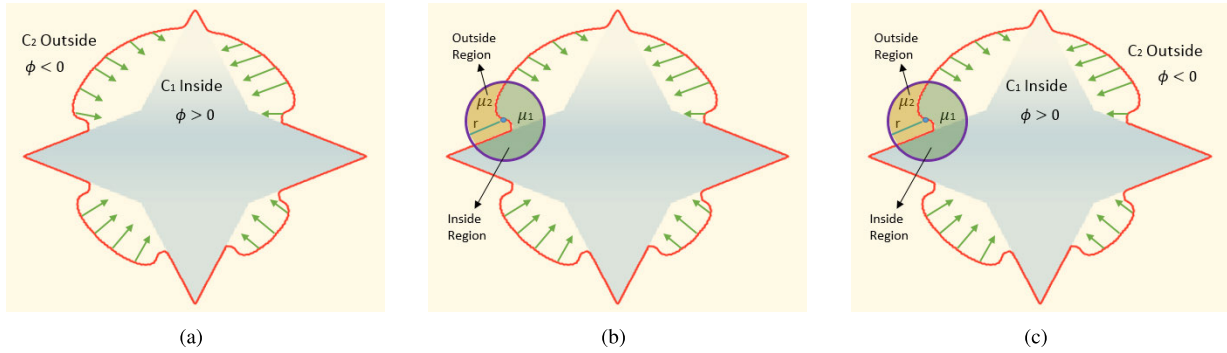 C₂ Outside
ϕ < 0
C₁ Inside
ϕ > 0
(a)
Outside
Region
μ₂
μ₁
r
Inside
Region
(b)
Outside
Region
C₂ Outside
ϕ < 0
C₁ Inside
ϕ > 0
μ₂
μ₁
r
Inside
Region
(c)